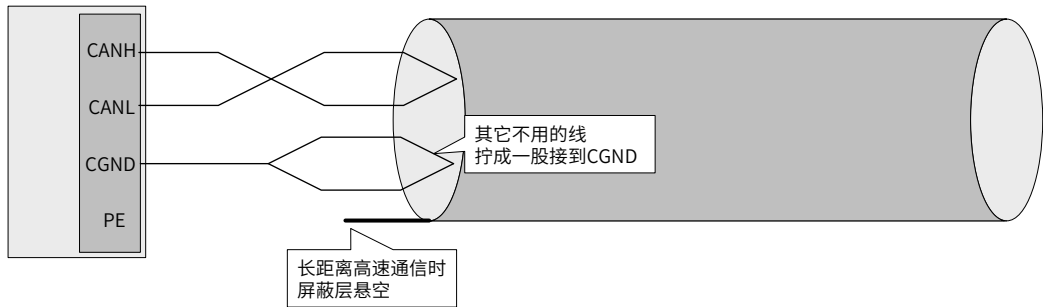 CANH
CANL
CGND
PE
其它不用的线
拧成一股接到CGND
长距离高速通信时
屏蔽层悬空